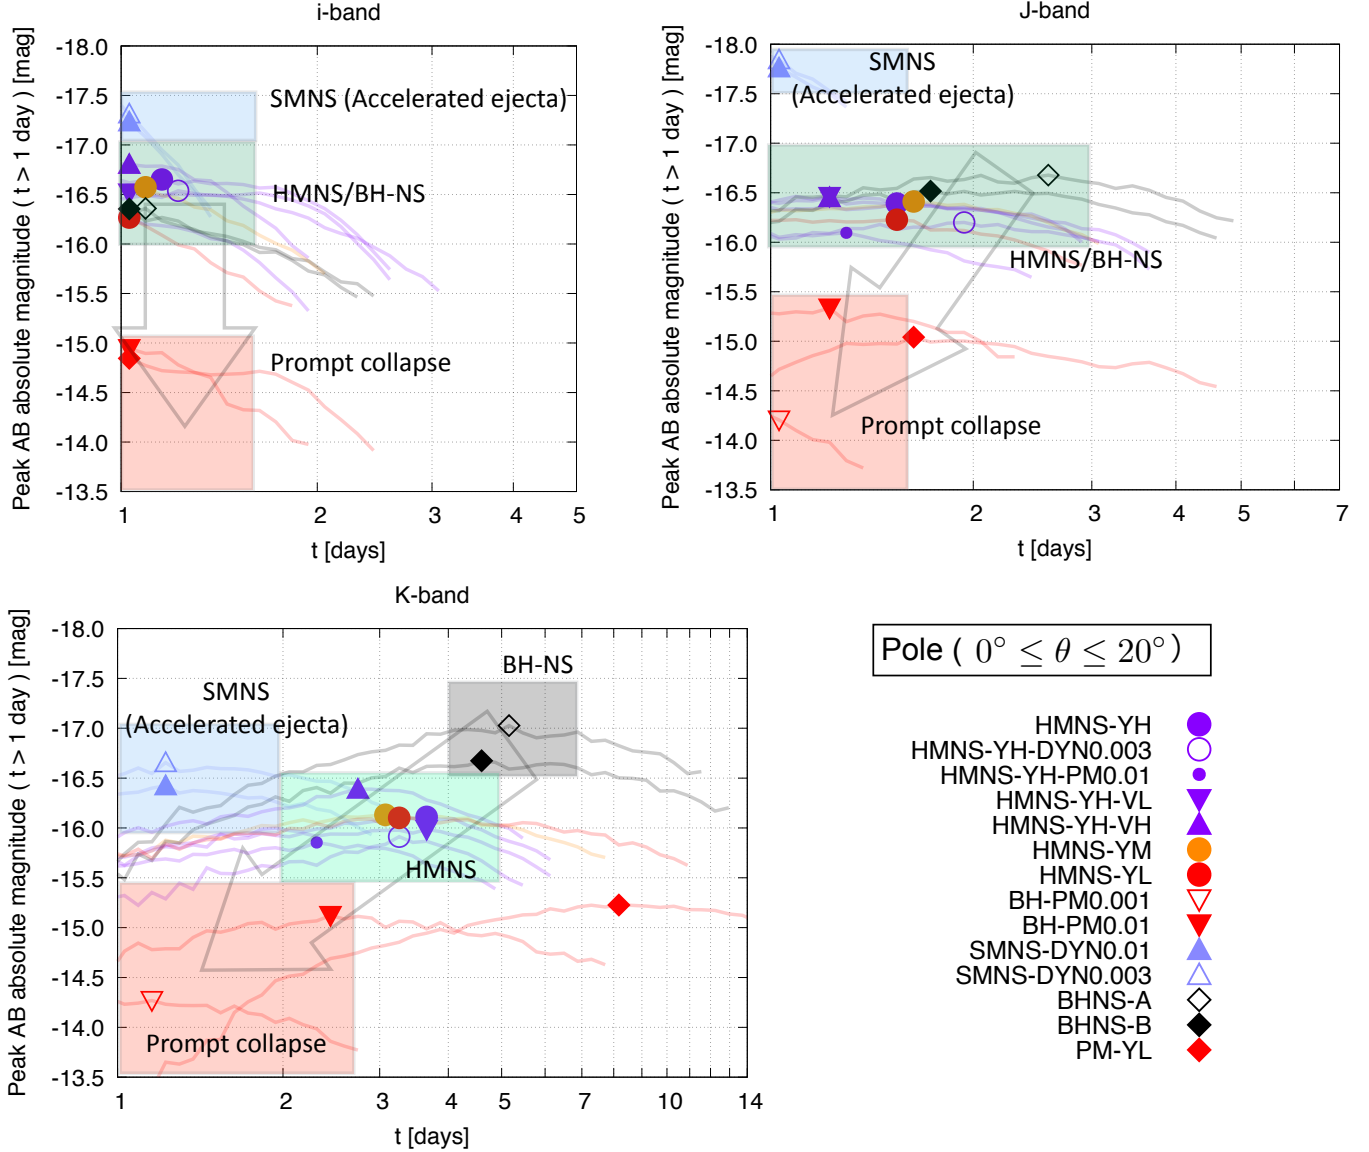 i-band
Peak AB absolute magnitude ( t > 1 day ) [mag]
-18.0
-17.5
-17.0
-16.5
-16.0
-15.5
-15.0
-14.5
-14.0
-13.5
SMNS (Accelerated ejecta)
HMNS/BH-NS
Prompt collapse
1 2 3 4 5
t [days]
J-band
Peak AB absolute magnitude ( t > 1 day ) [mag]
-18.0
-17.5
-17.0
-16.5
-16.0
-15.5
-15.0
-14.5
-14.0
-13.5
SMNS
(Accelerated ejecta)
HMNS/BH-NS
Prompt collapse
1 2 3 4 5 7
t [days]
K-band
Peak AB absolute magnitude ( t > 1 day ) [mag]
-18.0
-17.5
-17.0
-16.5
-16.0
-15.5
-15.0
-14.5
-14.0
-13.5
BH-NS
SMNS
(Accelerated ejecta)
HMNS
Prompt collapse
1 2 3 4 5 7 10 14
t [days]
Pole ( 0° ≤ θ ≤ 20° )
HMNS-YH
HMNS-YH-DYN0.003
HMNS-YH-PM0.01
HMNS-YH-VL
HMNS-YH-VH
HMNS-YM
HMNS-YL
BH-PM0.001
BH-PM0.01
SMNS-DYN0.01
SMNS-DYN0.003
BHNS-A
BHNS-B
PM-YL